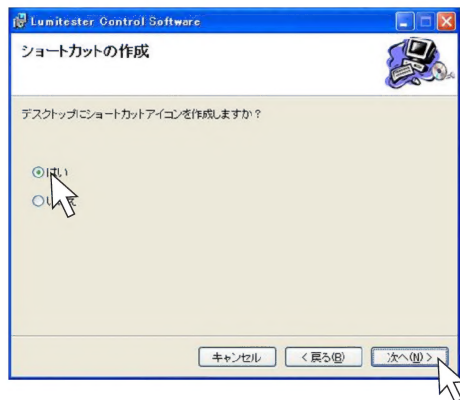 Lumitester Control Software
ショートカットの作成
デスクトップにショートカットアイコンを作成しますか?
はい
キャンセル
< 戻る(B)
次へ(N) >